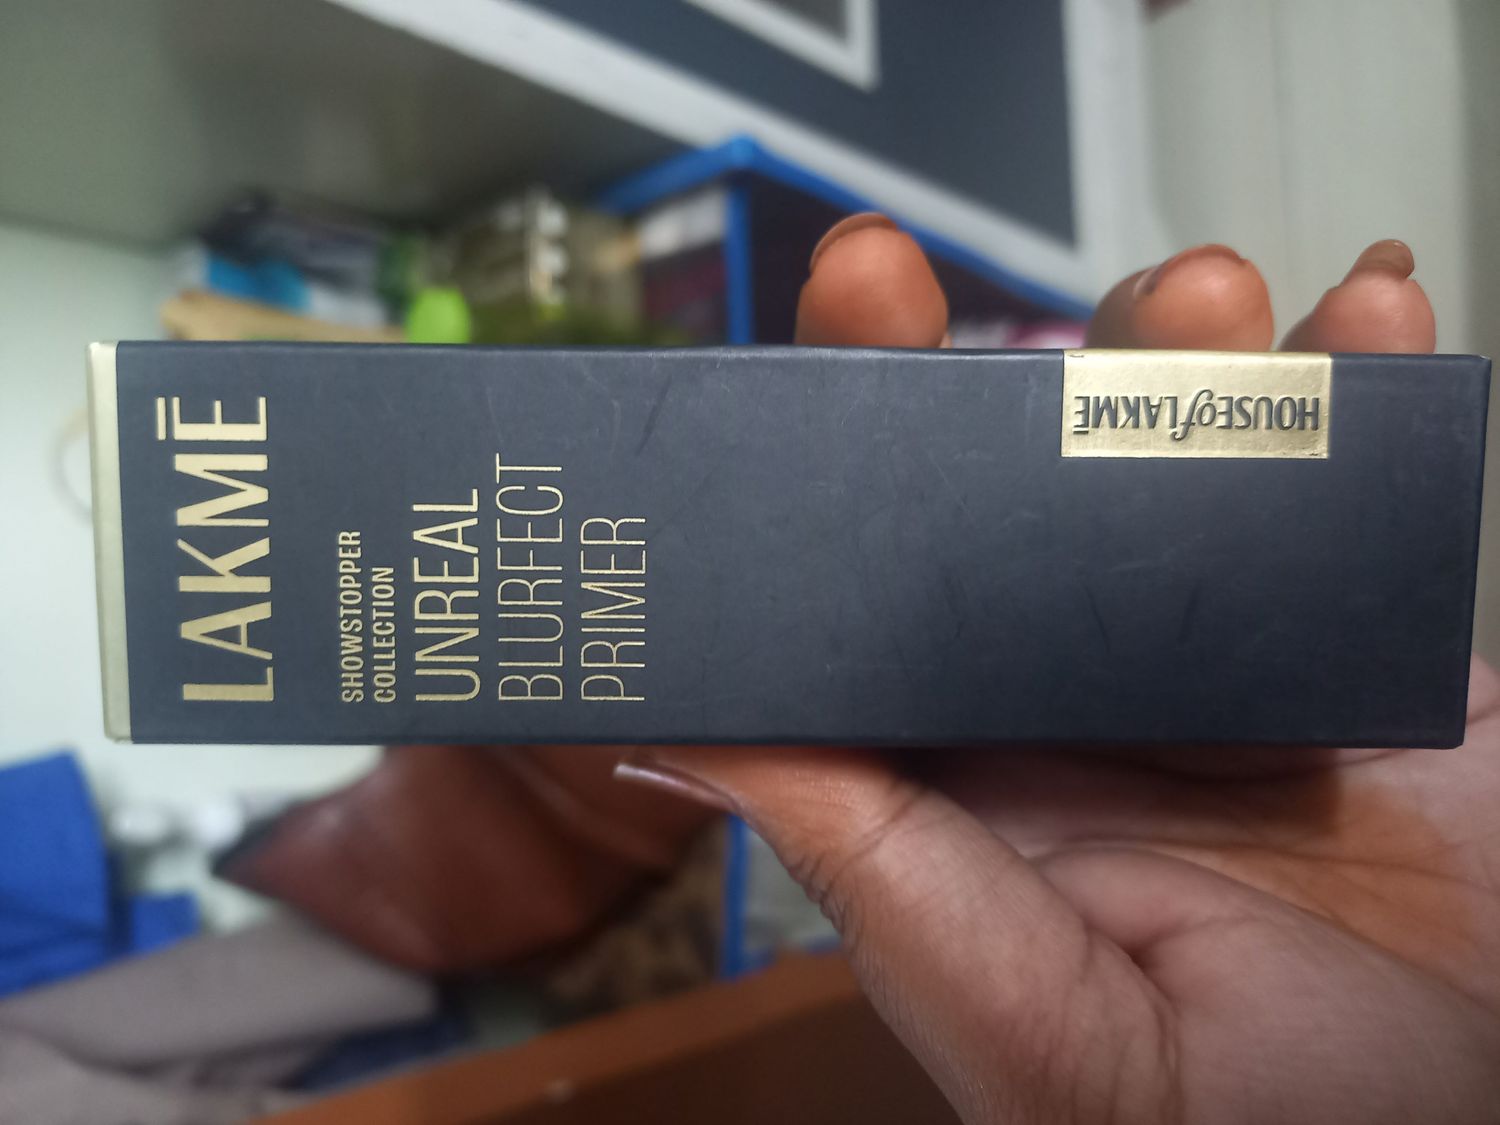 LAKMĒ
SHOWSTOPPER
COLLECTION
UNREAL
BLURFECT
PRIMER
HOUSE of LAKMĒ